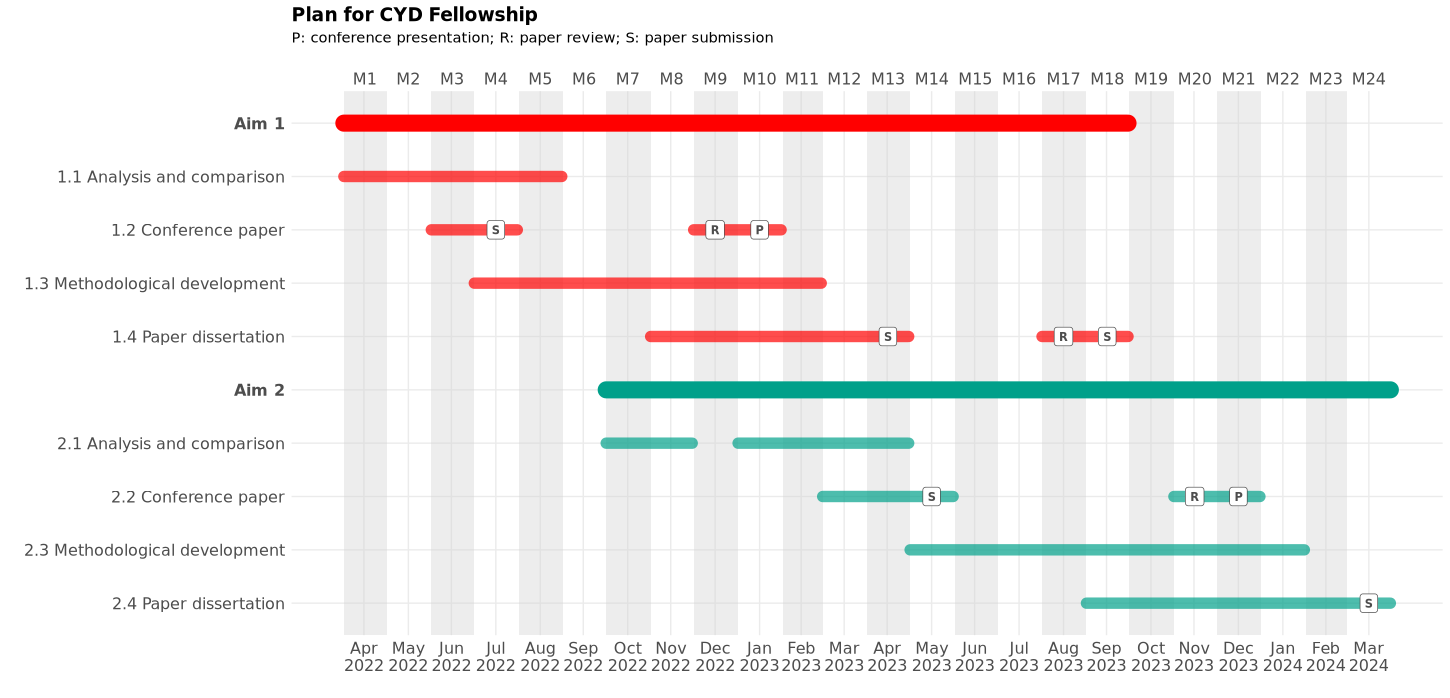 Plan for CYD Fellowship
P: conference presentation; R: paper review; S: paper submission
M1 M2 M3 M4 M5 M6 M7 M8 M9 M10 M11 M12 M13 M14 M15 M16 M17 M18 M19 M20 M21 M22 M23 M24
Aim 1
1.1 Analysis and comparison
1.2 Conference paper S R P
1.3 Methodological development
1.4 Paper dissertation S R S
Aim 2
2.1 Analysis and comparison
2.2 Conference paper S R P
2.3 Methodological development
2.4 Paper dissertation S
Apr May Jun Jul Aug Sep Oct Nov Dec Jan Feb Mar Apr May Jun Jul Aug Sep Oct Nov Dec Jan Feb Mar
2022 2022 2022 2022 2022 2022 2022 2022 2022 2023 2023 2023 2023 2023 2023 2023 2023 2023 2023 2023 2023 2024 2024 2024